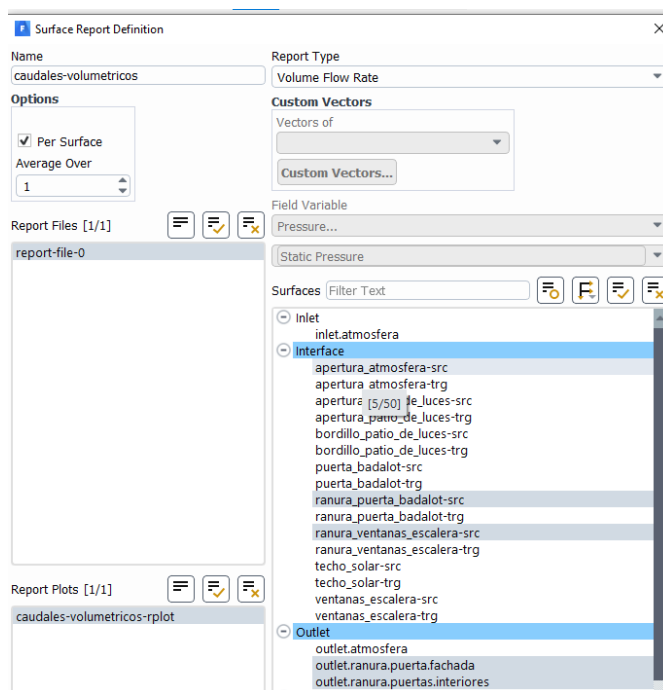 Surface Report Definition
Name
caudales-volumetricos
Options
Per Surface
Average Over
1
Report Files [1/1]
report-file-0
Report Plots [1/1]
caudales-volumetricos-rplot
Report Type
Volume Flow Rate
Custom Vectors
Vectors of
Custom Vectors...
Field Variable
Pressure...
Static Pressure
Surfaces Filter Text
Inlet
inlet.atmosfera
Interface
apertura_atmosfera-src
apertura_atmosfera-trg
apertura de_luces-src
[5/50]
apertura_patio_de_luces-trg
bordillo_patio_de_luces-src
bordillo_patio_de_luces-trg
puerta_badalot-src
puerta_badalot-trg
ranura_puerta_badalot-src
ranura_puerta_badalot-trg
ranura_ventanas_escalera-src
ranura_ventanas_escalera-trg
techo_solar-src
techo_solar-trg
ventanas_escalera-src
ventanas_escalera-trg
Outlet
outlet.atmosfera
outlet.ranura.puerta.fachada
outlet.ranura.puertas.interiores